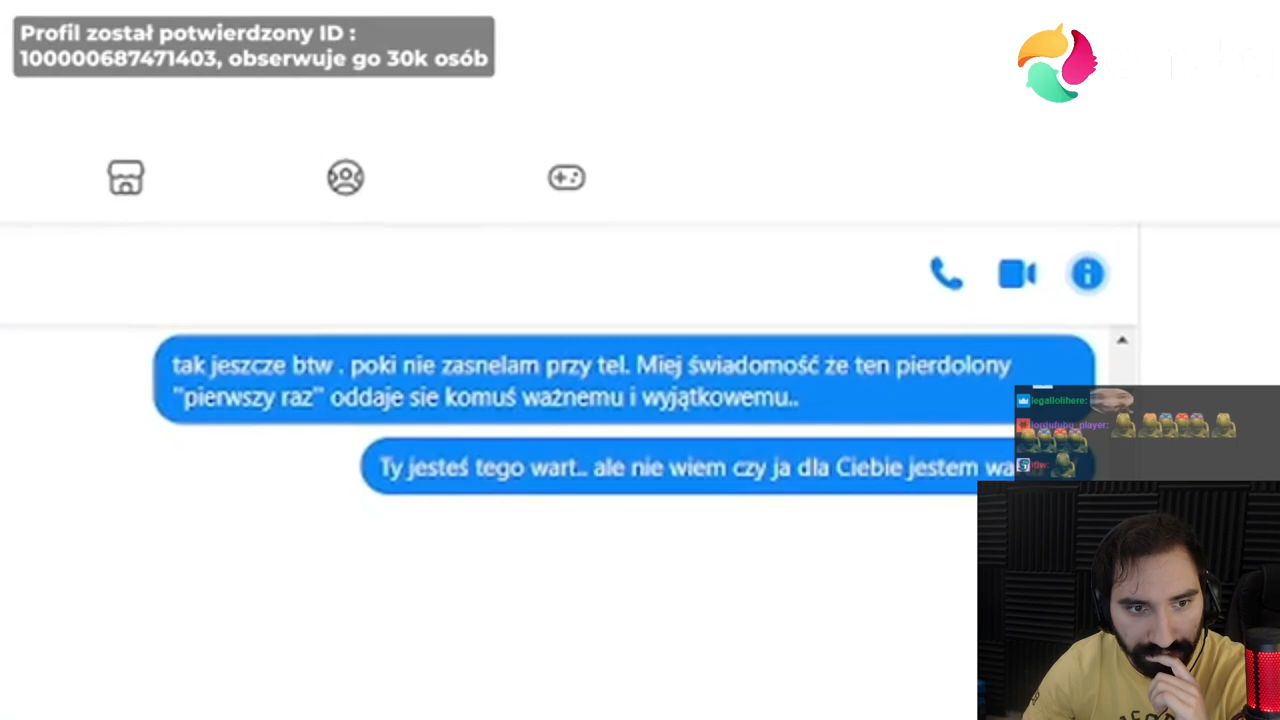 Profil został potwierdzony ID :
100000687471403, obserwuje go 30k osób
tak jeszcze btw . poki nie zasnelam przy tel. Miej świadomość że ten pierdolony
"pierwszy raz" oddaje sie komuś ważnemu i wyjątkowemu..
Ty jesteś tego wart.. ale nie wiem czy ja dla Ciebie jestem wa
legallolihere: